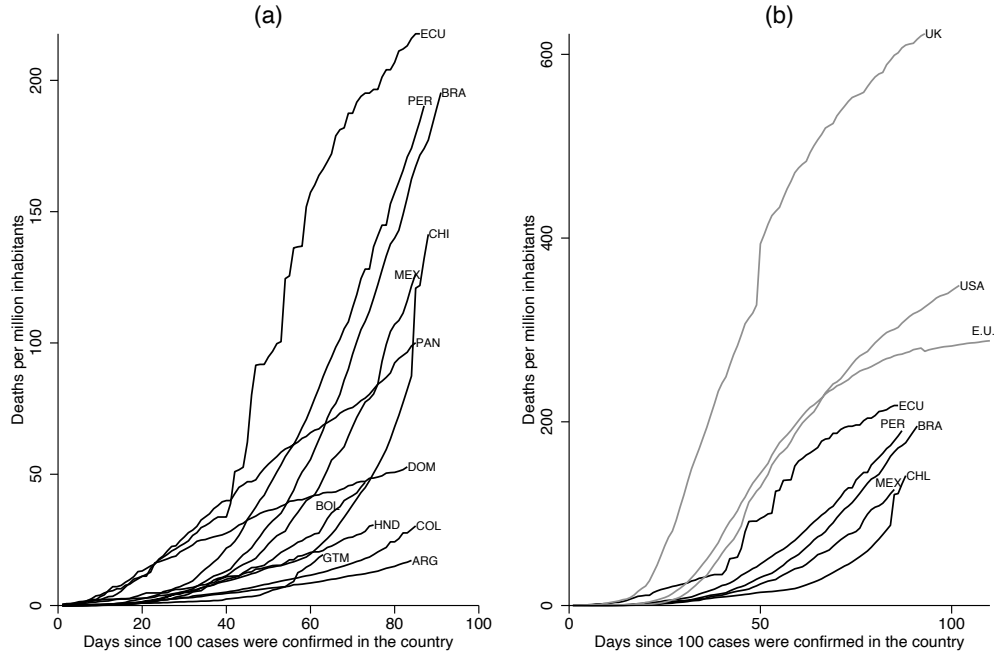 (a)
Deaths per million inhabitants
200
150
100
50
0
ECU
PER
BRA
CHI
MEX
PAN
DOM
BOL
HND
COL
GTM
ARG
0 20 40 60 80 100
Days since 100 cases were confirmed in the country
(b)
Deaths per million inhabitants
600
400
200
0
UK
USA
E.U.
ECU
PER
BRA
MEX
CHL
0 50 100
Days since 100 cases were confirmed in the country